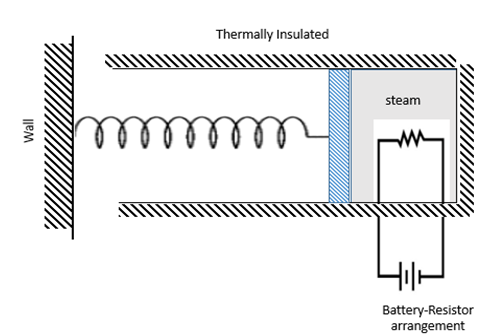 Thermally Insulated
steam
Wall
Battery-Resistor
arrangement